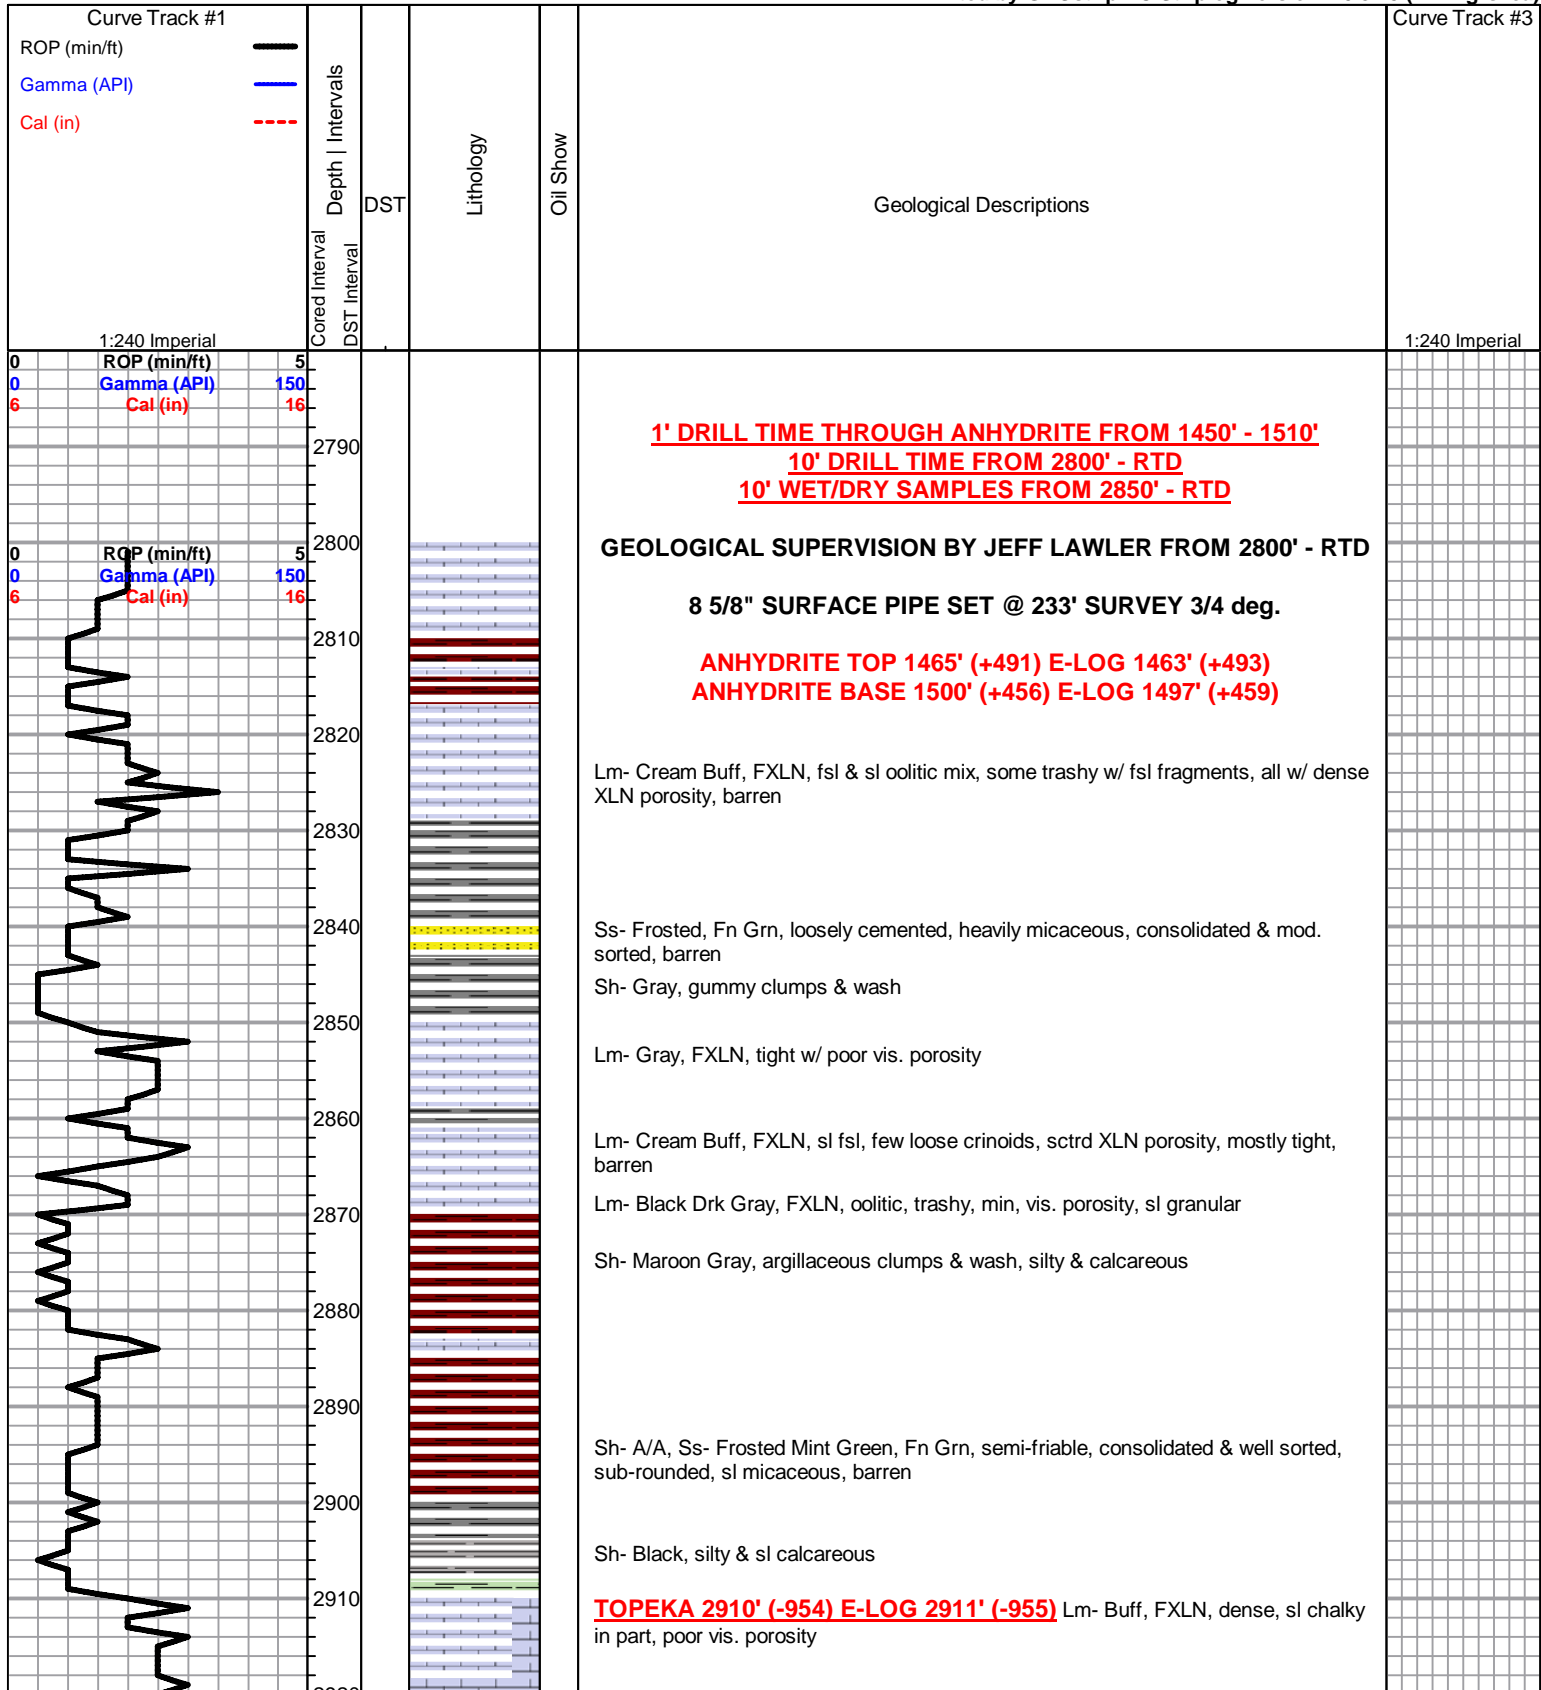 Curve Track #1
ROP (min/ft)
Gamma (API)
Cal (in)
1:240 Imperial
Depth | Intervals
Cored Interval
DST Interval
DST
Lithology
Oil Show
Geological Descriptions
Curve Track #3
1:240 Imperial
0 ROP (min/ft) 5
0 Gamma (API) 150
6 Cal (in) 16
1' DRILL TIME THROUGH ANHYDRITE FROM 1450' - 1510'
2790
10' DRILL TIME FROM 2800' - RTD
10' WET/DRY SAMPLES FROM 2850' - RTD
2800
GEOLOGICAL SUPERVISION BY JEFF LAWLER FROM 2800' - RTD
0 ROP (min/ft) 5
0 Gamma (API) 150
6 Cal (in) 16
8 5/8" SURFACE PIPE SET @ 233' SURVEY 3/4 deg.
2810
ANHYDRITE TOP 1465' (+491) E-LOG 1463' (+493)
ANHYDRITE BASE 1500' (+456) E-LOG 1497' (+459)
2820
Lm- Cream Buff, FXLN, fsl & sl oolitic mix, some trashy w/ fsl fragments, all w/ dense
XLN porosity, barren
2830
2840
Ss- Frosted, Fn Grn, loosely cemented, heavily micaceous, consolidated & mod.
sorted, barren
Sh- Gray, gummy clumps & wash
2850
Lm- Gray, FXLN, tight w/ poor vis. porosity
2860
Lm- Cream Buff, FXLN, sl fsl, few loose crinoids, sctrd XLN porosity, mostly tight,
barren
Lm- Black Drk Gray, FXLN, oolitic, trashy, min, vis. porosity, sl granular
2870
Sh- Maroon Gray, argillaceous clumps & wash, silty & calcareous
2880
2890
Sh- A/A, Ss- Frosted Mint Green, Fn Grn, semi-friable, consolidated & well sorted,
sub-rounded, sl micaceous, barren
2900
Sh- Black, silty & sl calcareous
2910
TOPEKA 2910' (-954) E-LOG 2911' (-955) Lm- Buff, FXLN, dense, sl chalky
in part, poor vis. porosity